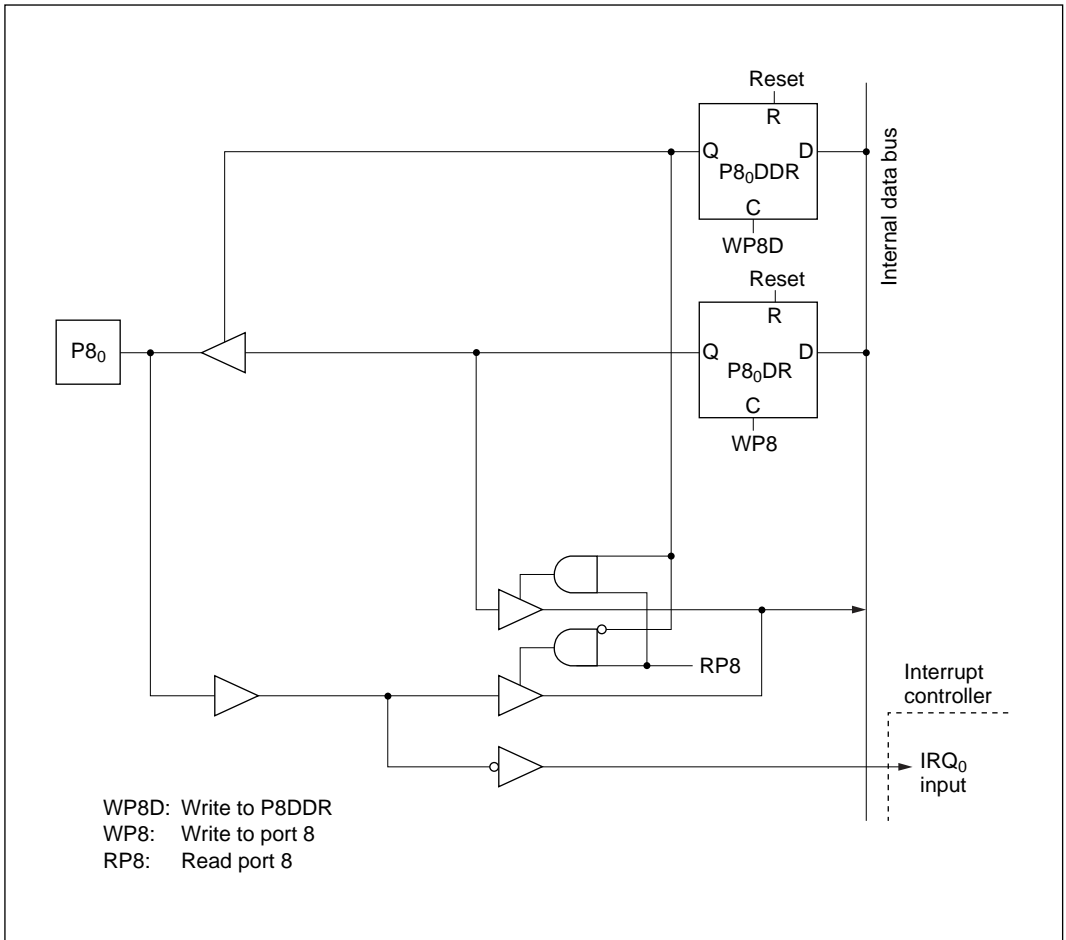 Reset
R
Q D
P8₀DDR
C
WP8D
Internal data bus
Reset
R
P8₀
Q D
P8₀DR
C
WP8
RP8
Interrupt
controller
IRQ₀
input
WP8D: Write to P8DDR
WP8: Write to port 8
RP8: Read port 8